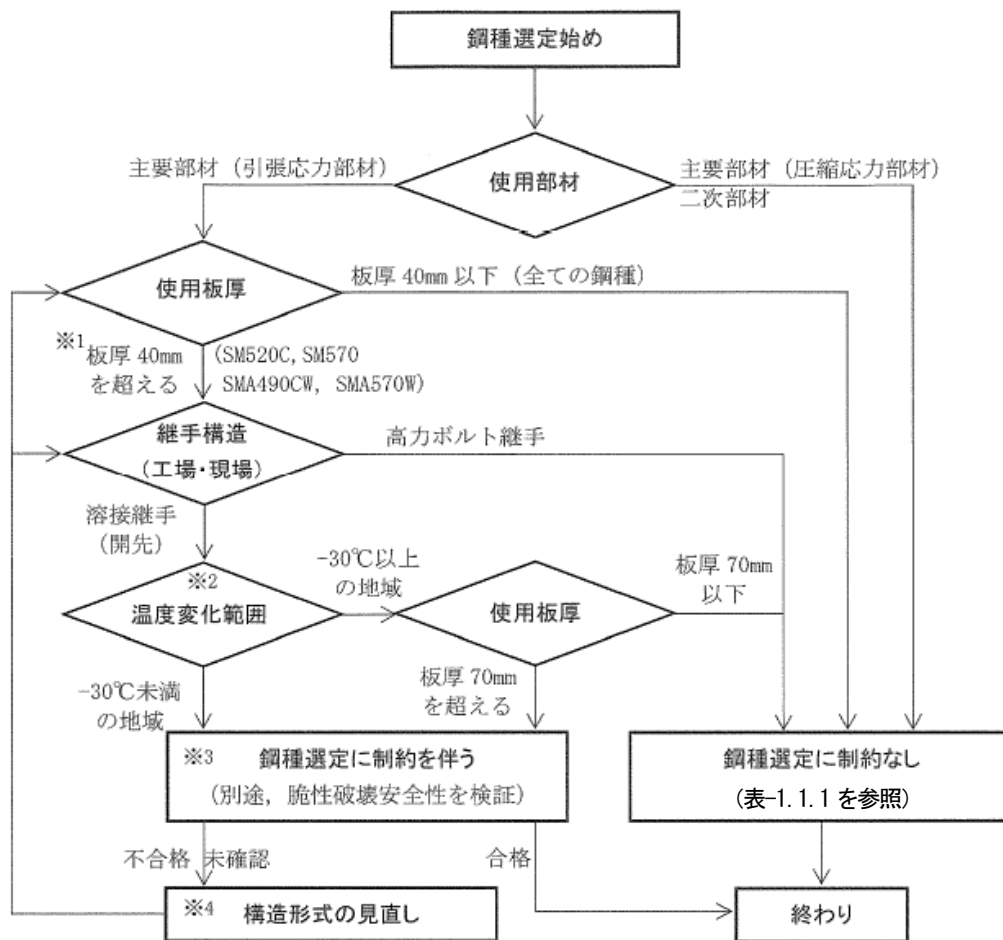 鋼種選定始め
主要部材（引張応力部材）
使用部材
主要部材（圧縮応力部材）
二次部材
使用板厚
板厚 40mm 以下（全ての鋼種）
※1
板厚 40mm
を超える
(SM520C, SM570
SMA490CW, SMA570W)
継手構造
(工場・現場)
高力ボルト継手
溶接継手
(開先)
※2
温度変化範囲
-30℃以上
の地域
使用板厚
板厚 70mm
以下
-30℃未満
の地域
板厚 70mm
を超える
※3 鋼種選定に制約を伴う
(別途，脆性破壊安全性を検証)
鋼種選定に制約なし
(表-1.1.1 を参照)
不合格 未確認
合格
※4 構造形式の見直し
終わり